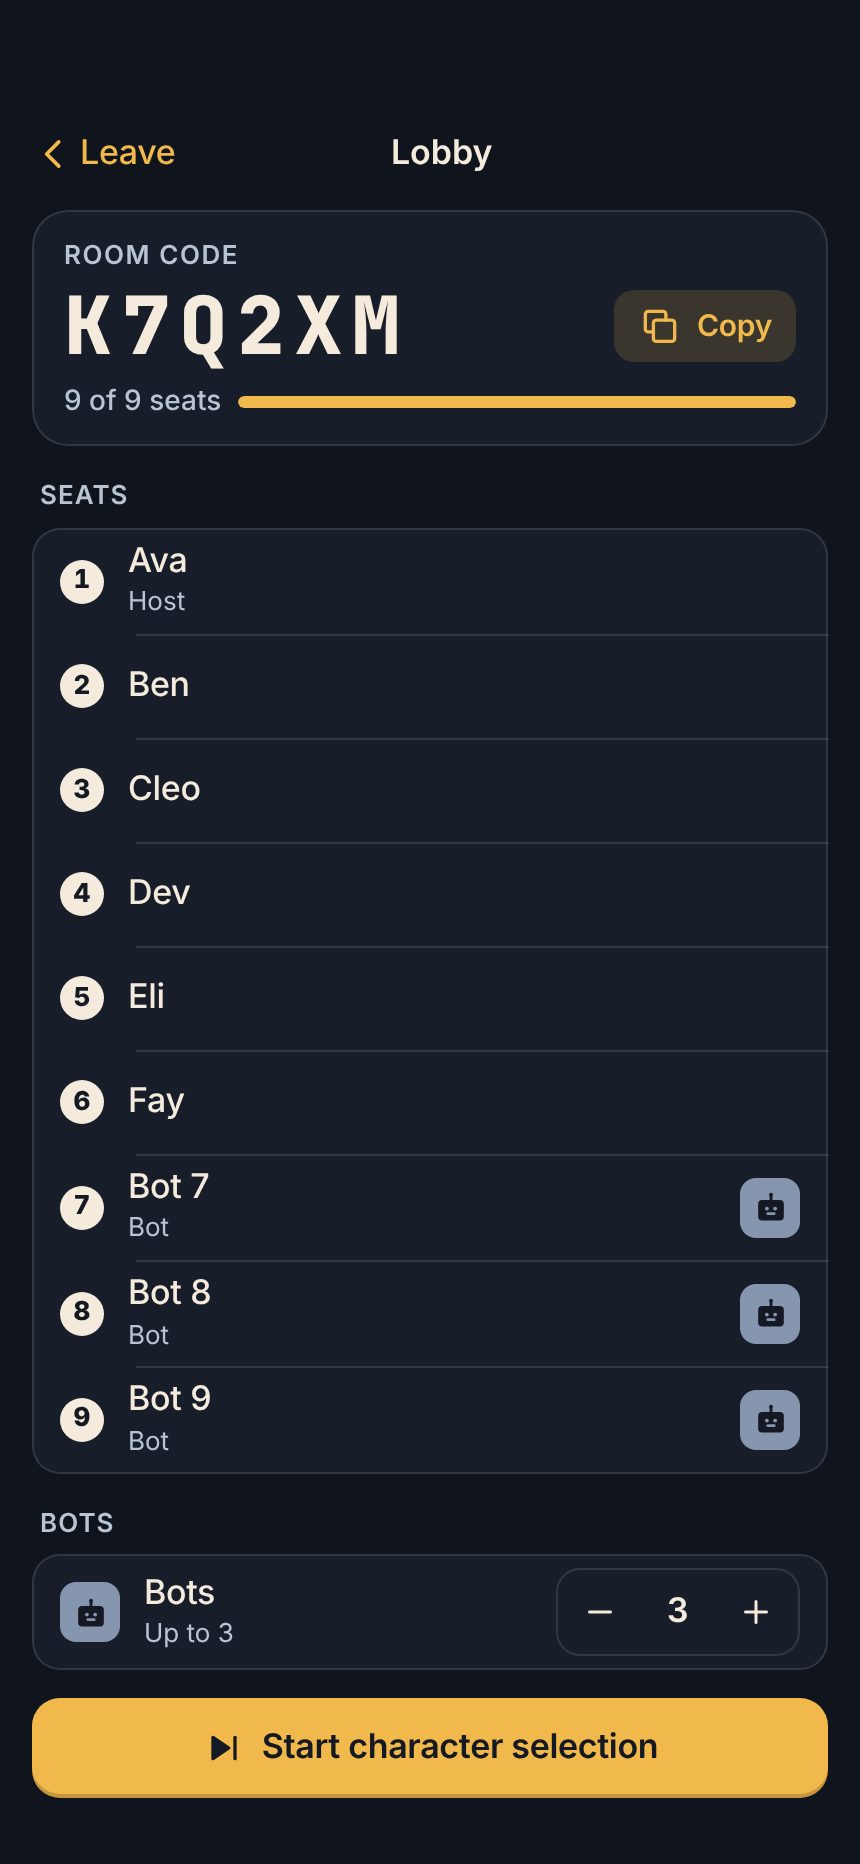 Leave
Lobby
ROOM CODE
K7Q2XM
Copy
9 of 9 seats
SEATS
1
Ava
Host
2
Ben
3
Cleo
4
Dev
5
Eli
6
Fay
7
Bot 7
Bot
8
Bot 8
Bot
9
Bot 9
Bot
BOTS
Bots
Up to 3
3
Start character selection